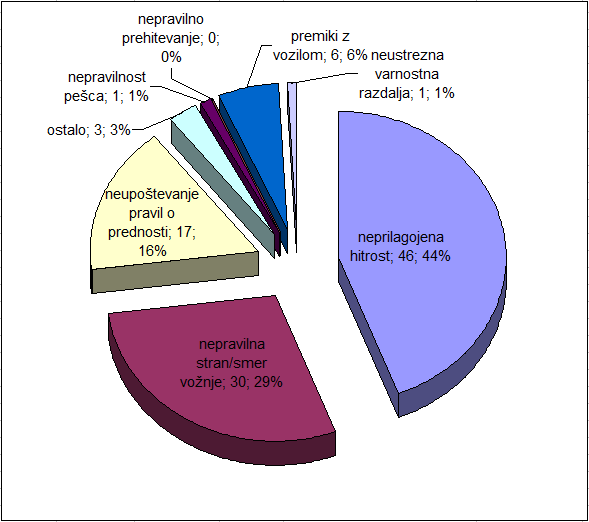 nepravilno
prehitevanje; 0;
0%
premiki z
vozilom; 6; 6%
neustrezna
varnostna
razdalja; 1; 1%
nepravilnost
pešca; 1; 1%
ostalo; 3; 3%
neupoštevanje
pravil o
prednosti; 17;
16%
neprilagojena
hitrost; 46; 44%
nepravilna
stran/smer
vožnje; 30; 29%